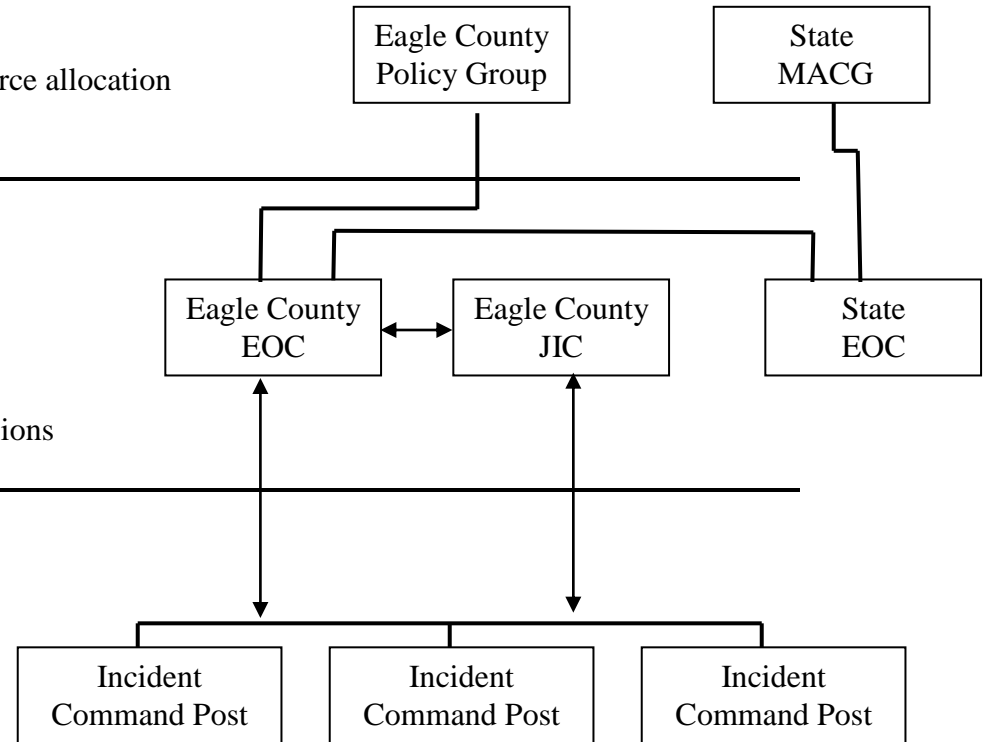 Eagle County
Policy Group
State
MACG
rce allocation
Eagle County
EOC
Eagle County
JIC
State
EOC
ions
Incident
Command Post
Incident
Command Post
Incident
Command Post